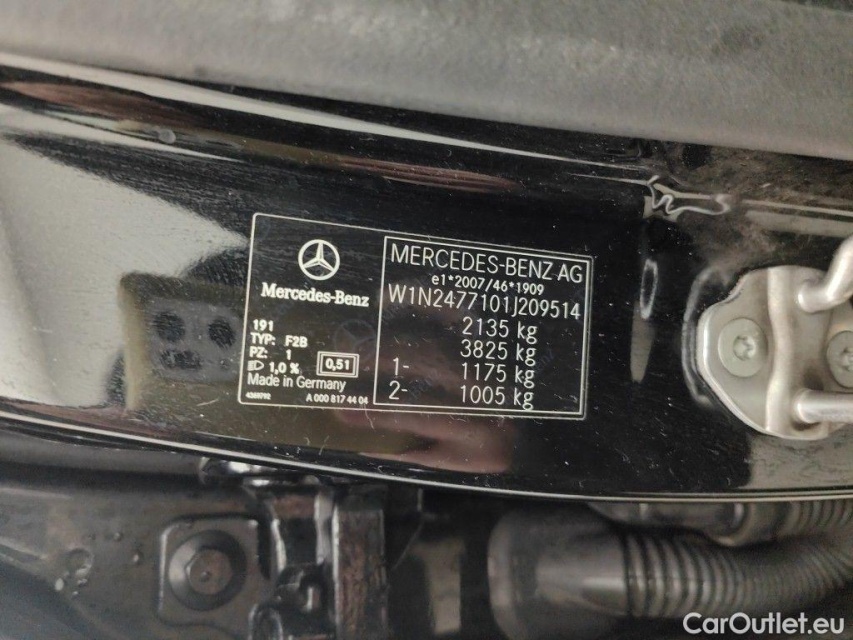 Mercedes-Benz
191
TYP: F2B
PZ: 1
1,0 % 0,51
Made in Germany
A 000 817 44 04
MERCEDES-BENZ AG
e1*2007/46*1909
W1N2477101J209514
2135 kg
3825 kg
1- 1175 kg
2- 1005 kg
CarOutlet.eu